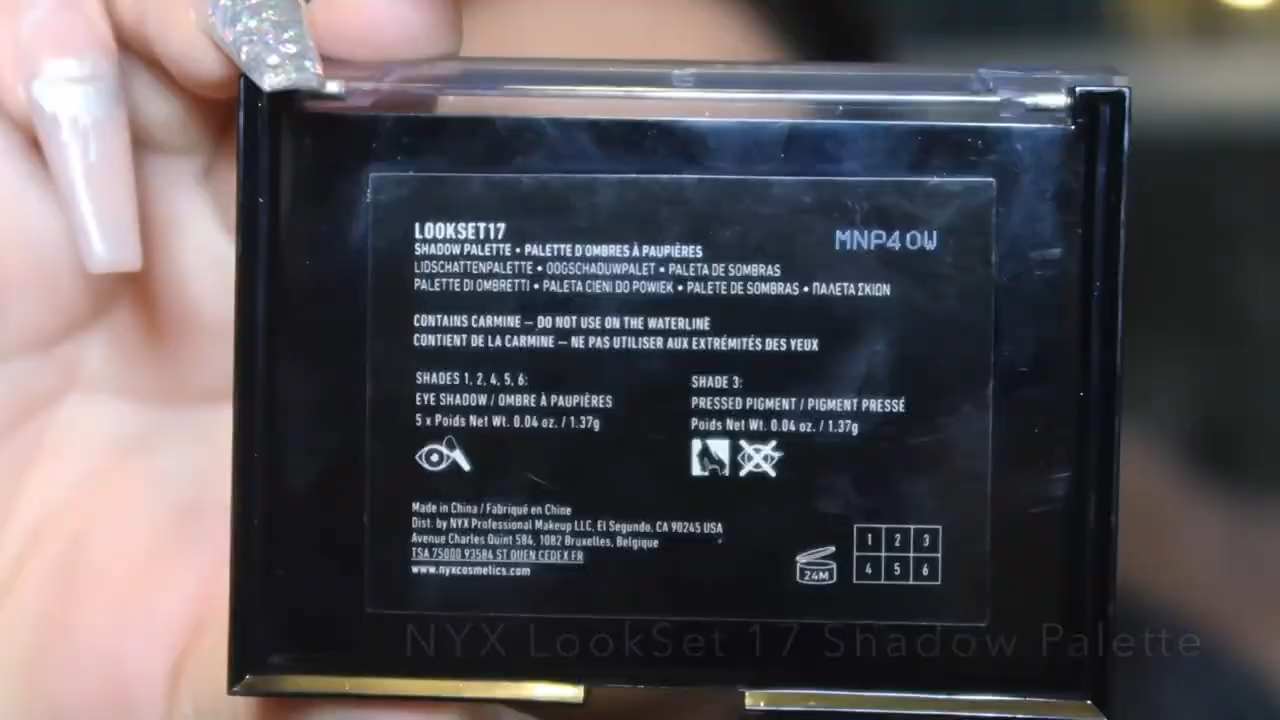 LOOKSET17
MNP40W
SHADOW PALETTE • PALETTE D'OMBRES À PAUPIÈRES
LIDSCHATTENPALETTE • OOGSCHADUWPALET • PALETA DE SOMBRAS
PALETTE DI OMBRETTI • PALETA CIENI DO POWIEK • PALETE DE SOMBRAS • ΠΑΛΕΤΑ ΣΚΙΩΝ
CONTAINS CARMINE – DO NOT USE ON THE WATERLINE
CONTIENT DE LA CARMINE – NE PAS UTILISER AUX EXTRÉMITÉS DES YEUX
SHADES 1, 2, 4, 5, 6:
EYE SHADOW / OMBRE À PAUPIÈRES
5 x Poids Net Wt. 0.04 oz. / 1.37g
SHADE 3:
PRESSED PIGMENT / PIGMENT PRESSÉ
Poids Net Wt. 0.04 oz. / 1.37g
Made in China / Fabriqué en Chine
Dist. by NYX Professional Makeup LLC, El Segundo, CA 90245 USA
Avenue Charles Quint 584, 1082 Bruxelles, Belgique
TSA 75000 93584 ST OUEN CEDEX FR
www.nyxcosmetics.com
24M
1 2 3
4 5 6
NYX LookSet 17 Shadow Palette